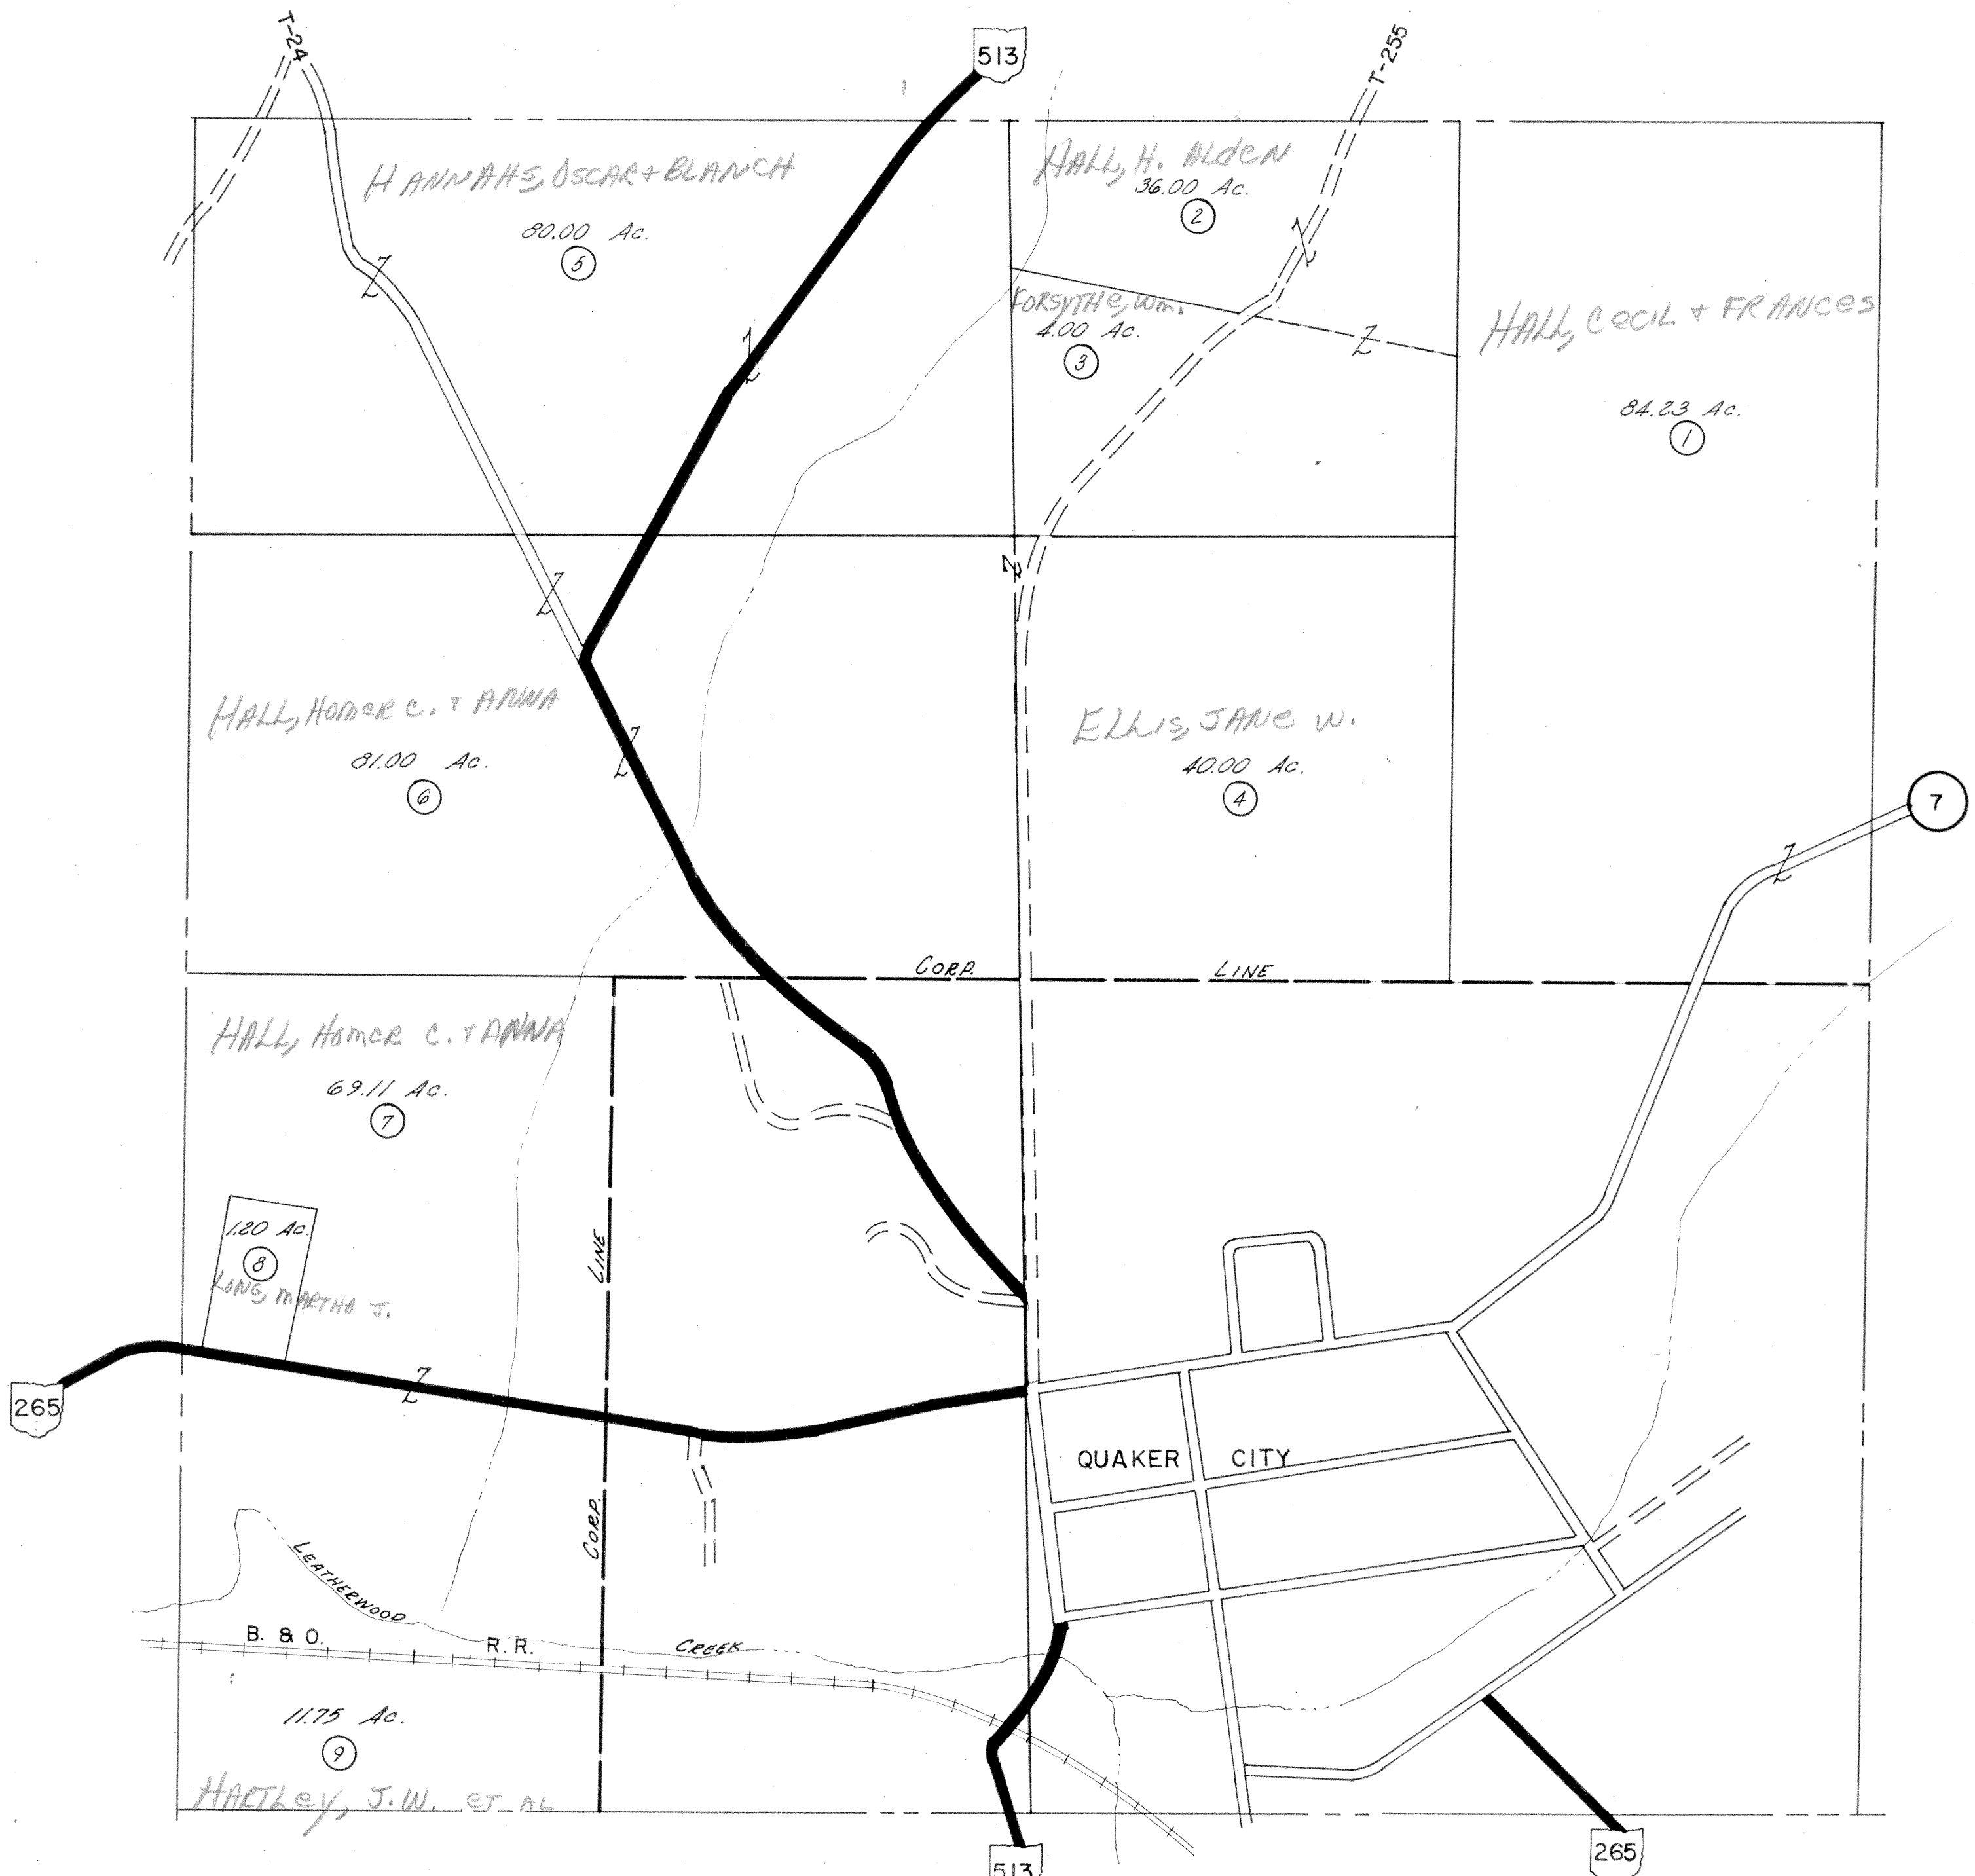 T-24
513
T-255
HANNAHS, OSCAR + BLANCH
80.00 Ac.
5
HALL, H. ALDEN
36.00 Ac.
2
FORSYTHE, Wm.
4.00 Ac.
3
HALL, CECIL + FRANCES
84.23 Ac.
1
HALL, HOMER C. + ANNA
81.00 Ac.
6
ELLIS, JANE W.
40.00 Ac.
4
7
CORP. LINE
HALL, HOMER C. + ANNA
69.11 Ac.
7
1.20 Ac.
8
LONG, MARTHA J.
CORP. LINE
265
QUAKER CITY
LEATHERWOOD CREEK
B. & O. R. R.
11.75 Ac.
9
HARTLEY, J.W. ET AL
513
265